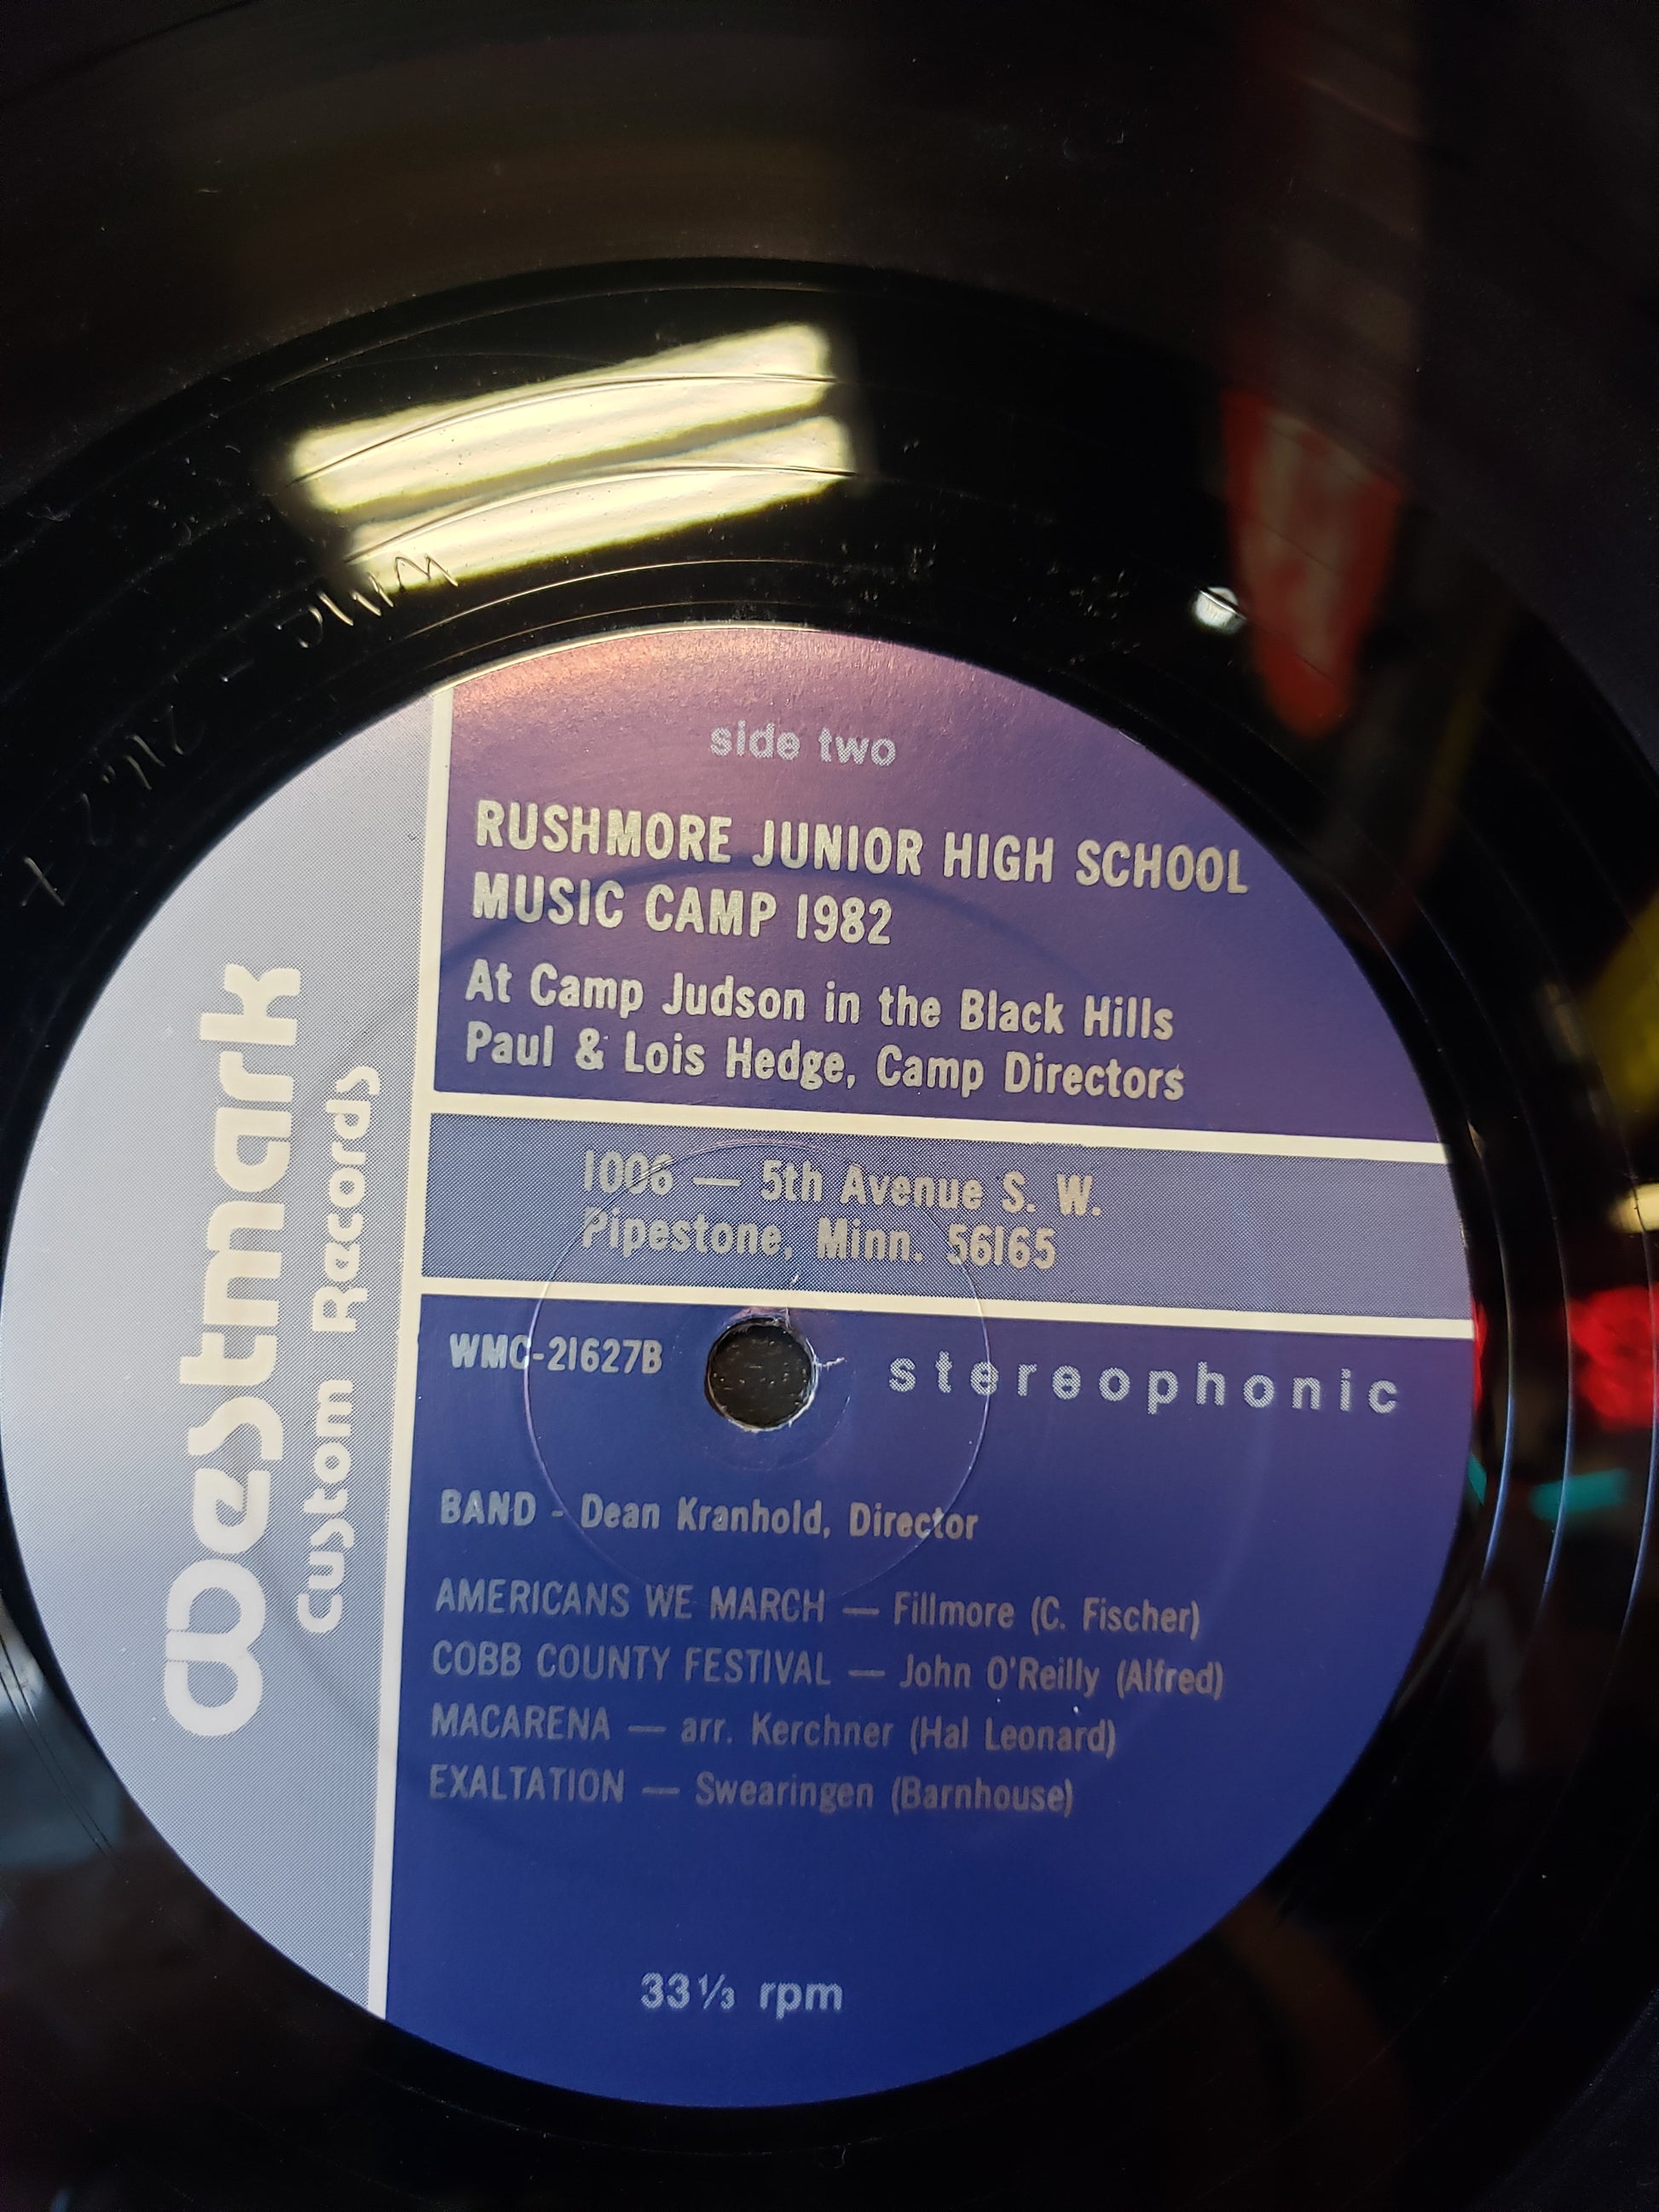 side two
RUSHMORE JUNIOR HIGH SCHOOL
MUSIC CAMP 1982
At Camp Judson in the Black Hills
Paul & Lois Hedge, Camp Directors
Westmark
Custom Records
1006 — 5th Avenue S. W.
Pipestone, Minn. 56165
WMC-21627B
stereophonic
BAND - Dean Kranhold, Director
AMERICANS WE MARCH — Fillmore (C. Fischer)
COBB COUNTY FESTIVAL — John O'Reilly (Alfred)
MACARENA — arr. Kerchner (Hal Leonard)
EXALTATION — Swearingen (Barnhouse)
33⅓ rpm
WMC -